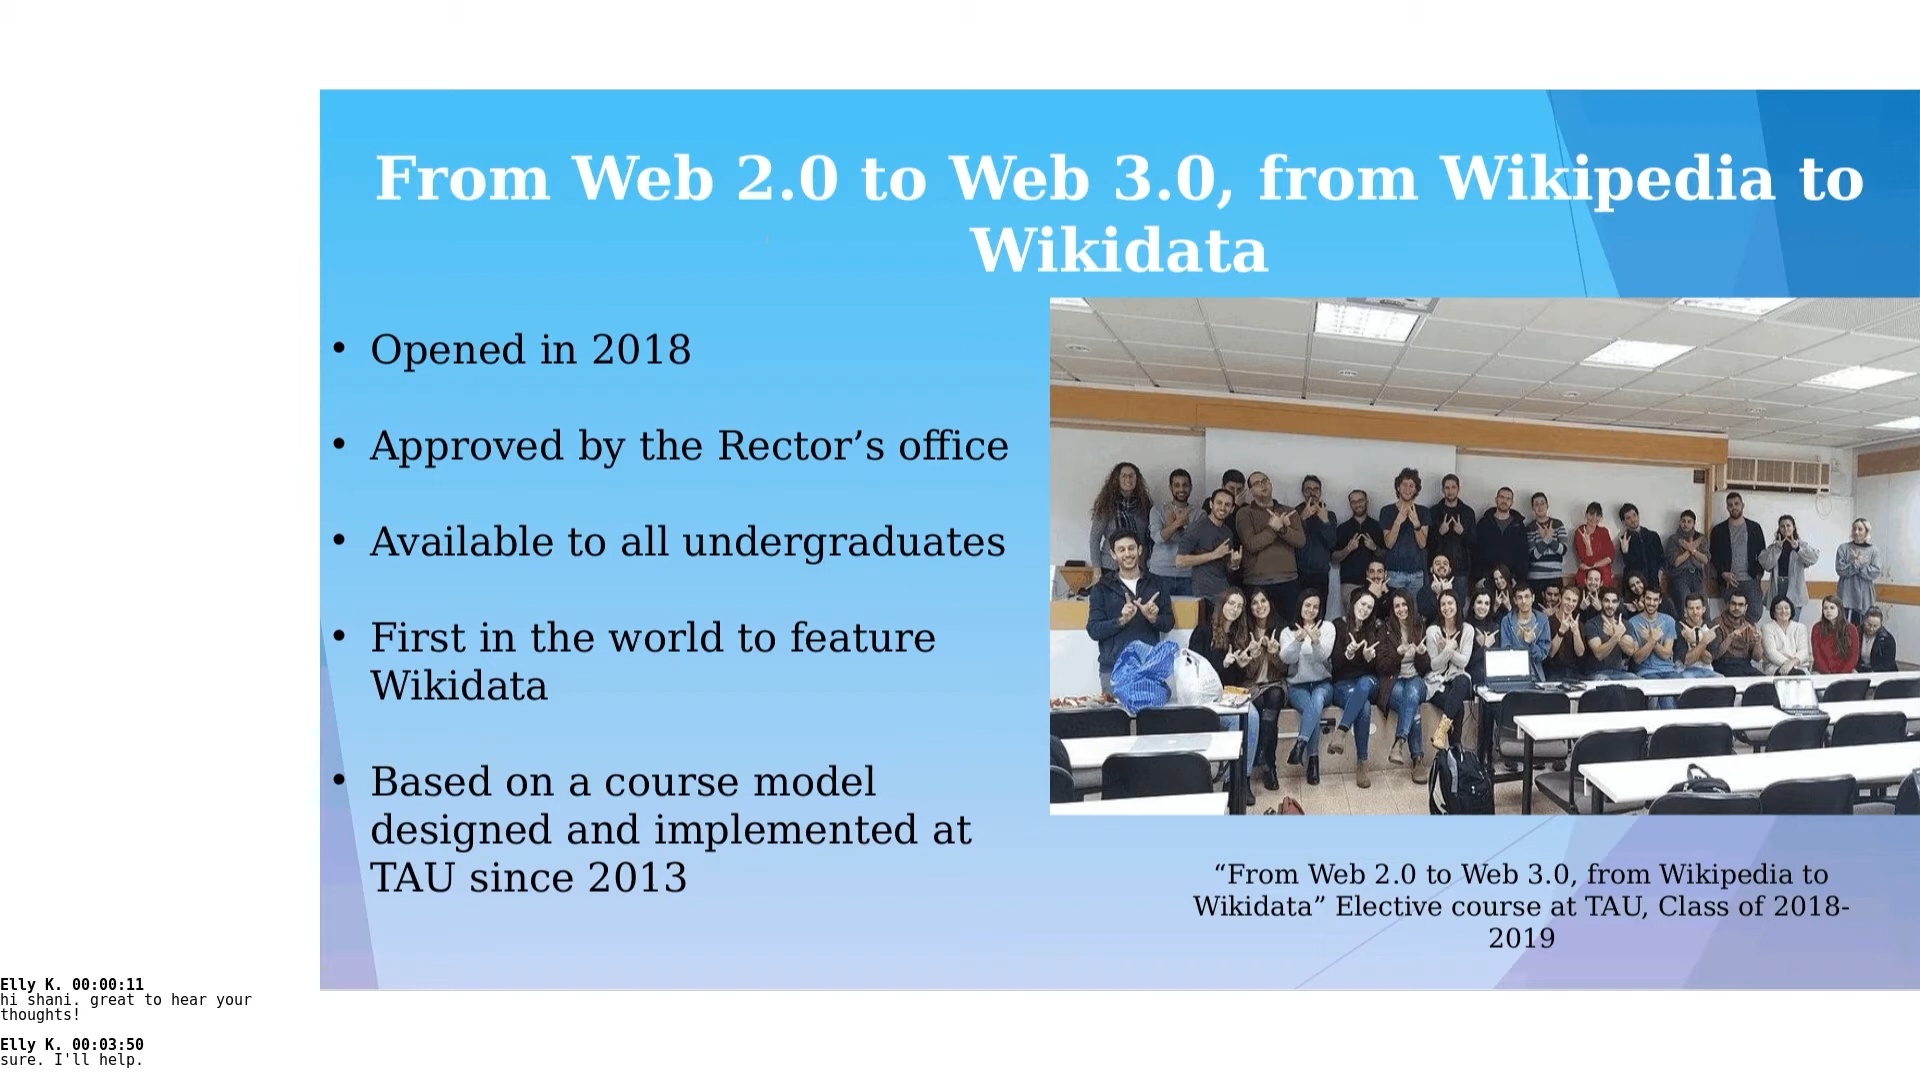 From Web 2.0 to Web 3.0, from Wikipedia to
Wikidata
• Opened in 2018
• Approved by the Rector’s office
• Available to all undergraduates
• First in the world to feature
Wikidata
• Based on a course model
designed and implemented at
TAU since 2013
“From Web 2.0 to Web 3.0, from Wikipedia to
Wikidata” Elective course at TAU, Class of 2018-
2019
Elly K. 00:00:11
hi shani. great to hear your
thoughts!
Elly K. 00:03:50
sure. I'll help.